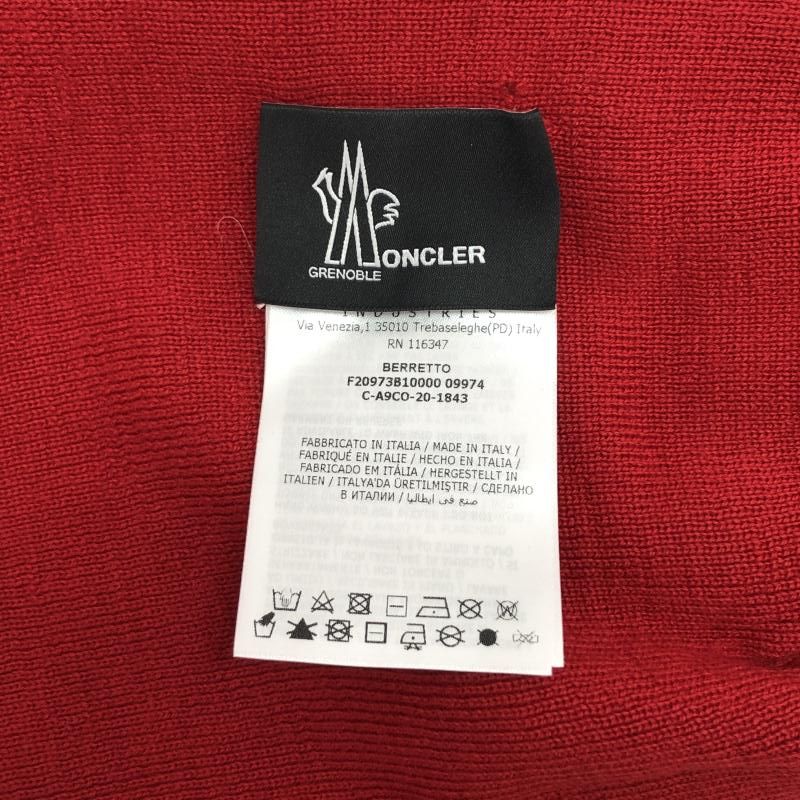 MONCLER
GRENOBLE
INDUSTRIES
Via Venezia,1 35010 Trebaseleghe(PD) Italy
RN 116347
BERRETTO
F20973B10000 09974
C-A9CO-20-1843
FABBRICATO IN ITALIA / MADE IN ITALY /
FABRIQUÉ EN ITALIE / HECHO EN ITALIA /
FABRICADO EM ITÁLIA / HERGESTELLT IN
ITALIEN / ITALYA'DA ÜRETILMIŞTIR / СДЕЛАНО
В ИТАЛИИ / صنع في ايطاليا